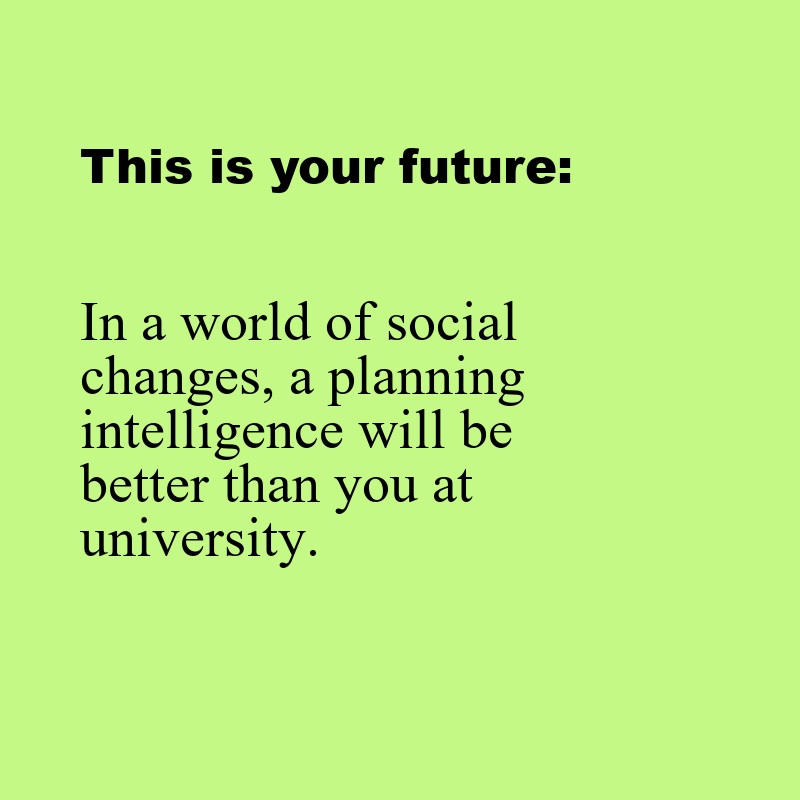 This is your future:
In a world of social
changes, a planning
intelligence will be
better than you at
university.